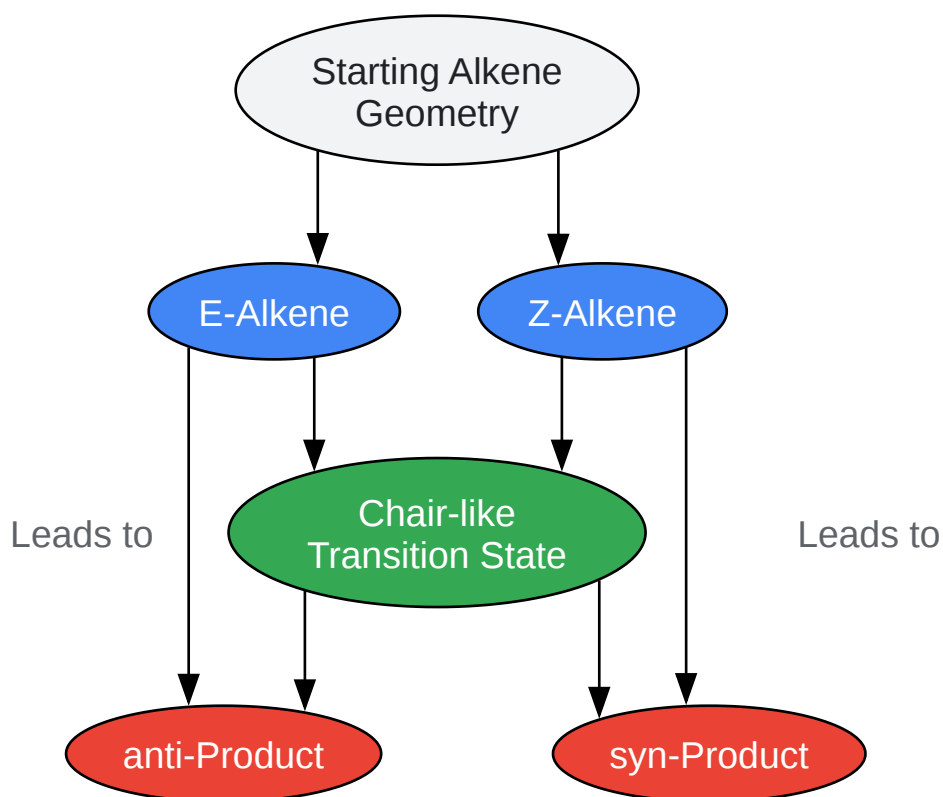 Starting Alkene
Geometry
E-Alkene
Z-Alkene
Leads to
Chair-like
Transition State
Leads to
anti-Product
syn-Product